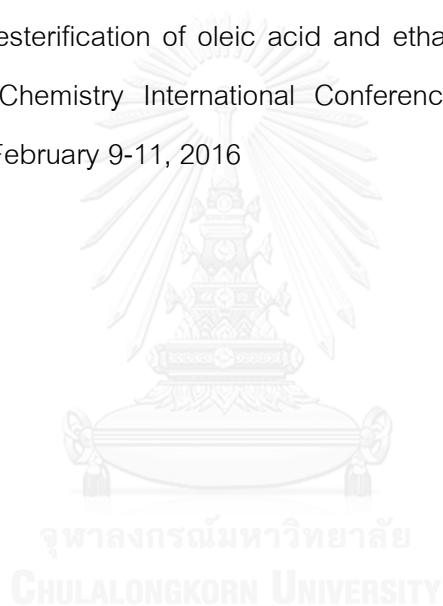 esterification of oleic acid and etha
Chemistry International Conferenc
February 9-11, 2016
จุฬาลงกรณ์มหาวิทยาลัย
CHULALONGKORN UNIVERSITY